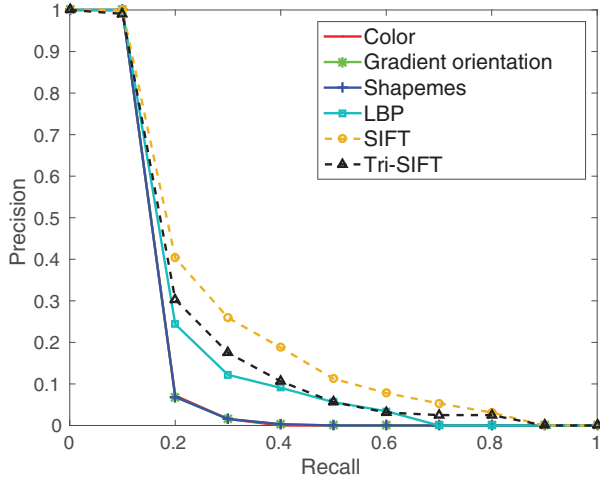 1
0.9
0.8
0.7
0.6
0.5
0.4
0.3
0.2
0.1
0
Precision
Color
Gradient orientation
Shapemes
LBP
SIFT
Tri-SIFT
0 0.2 0.4 0.6 0.8 1
Recall